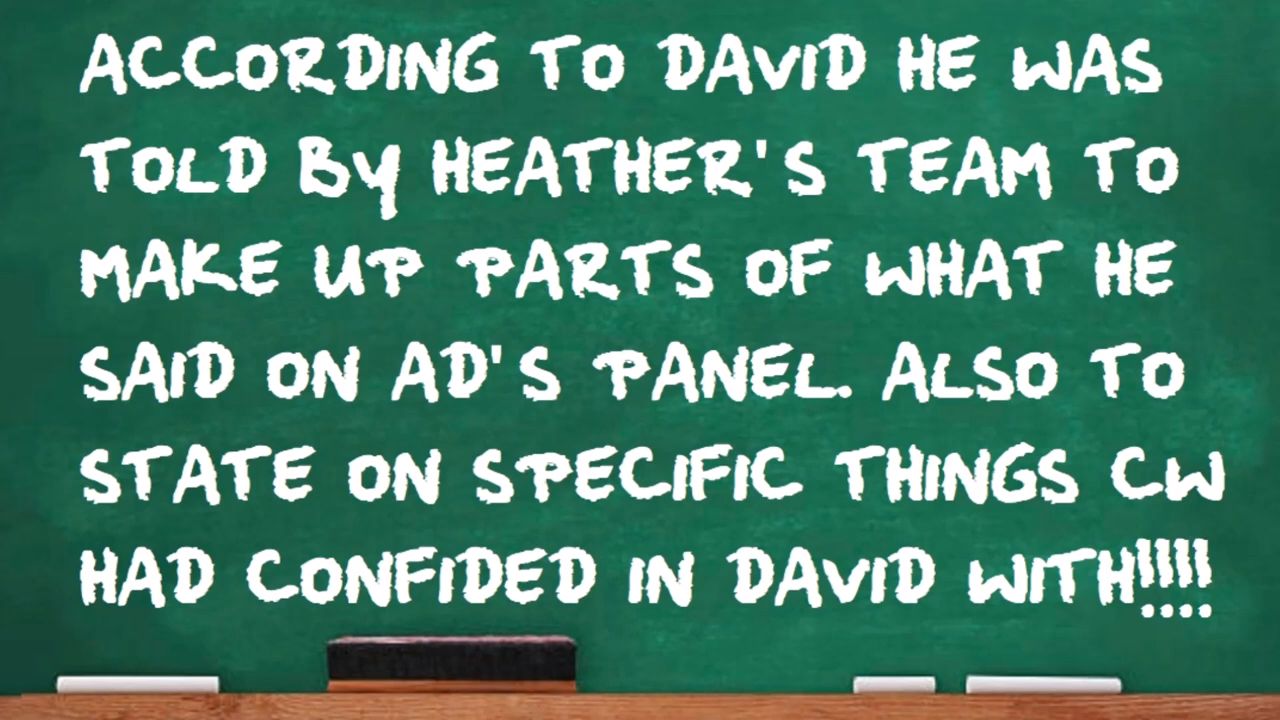 ACCORDING TO DAVID HE WAS
TOLD BY HEATHER'S TEAM TO
MAKE UP PARTS OF WHAT HE
SAID ON AD'S PANEL. ALSO TO
STATE ON SPECIFIC THINGS CW
HAD CONFIDED IN DAVID WITH!!!!